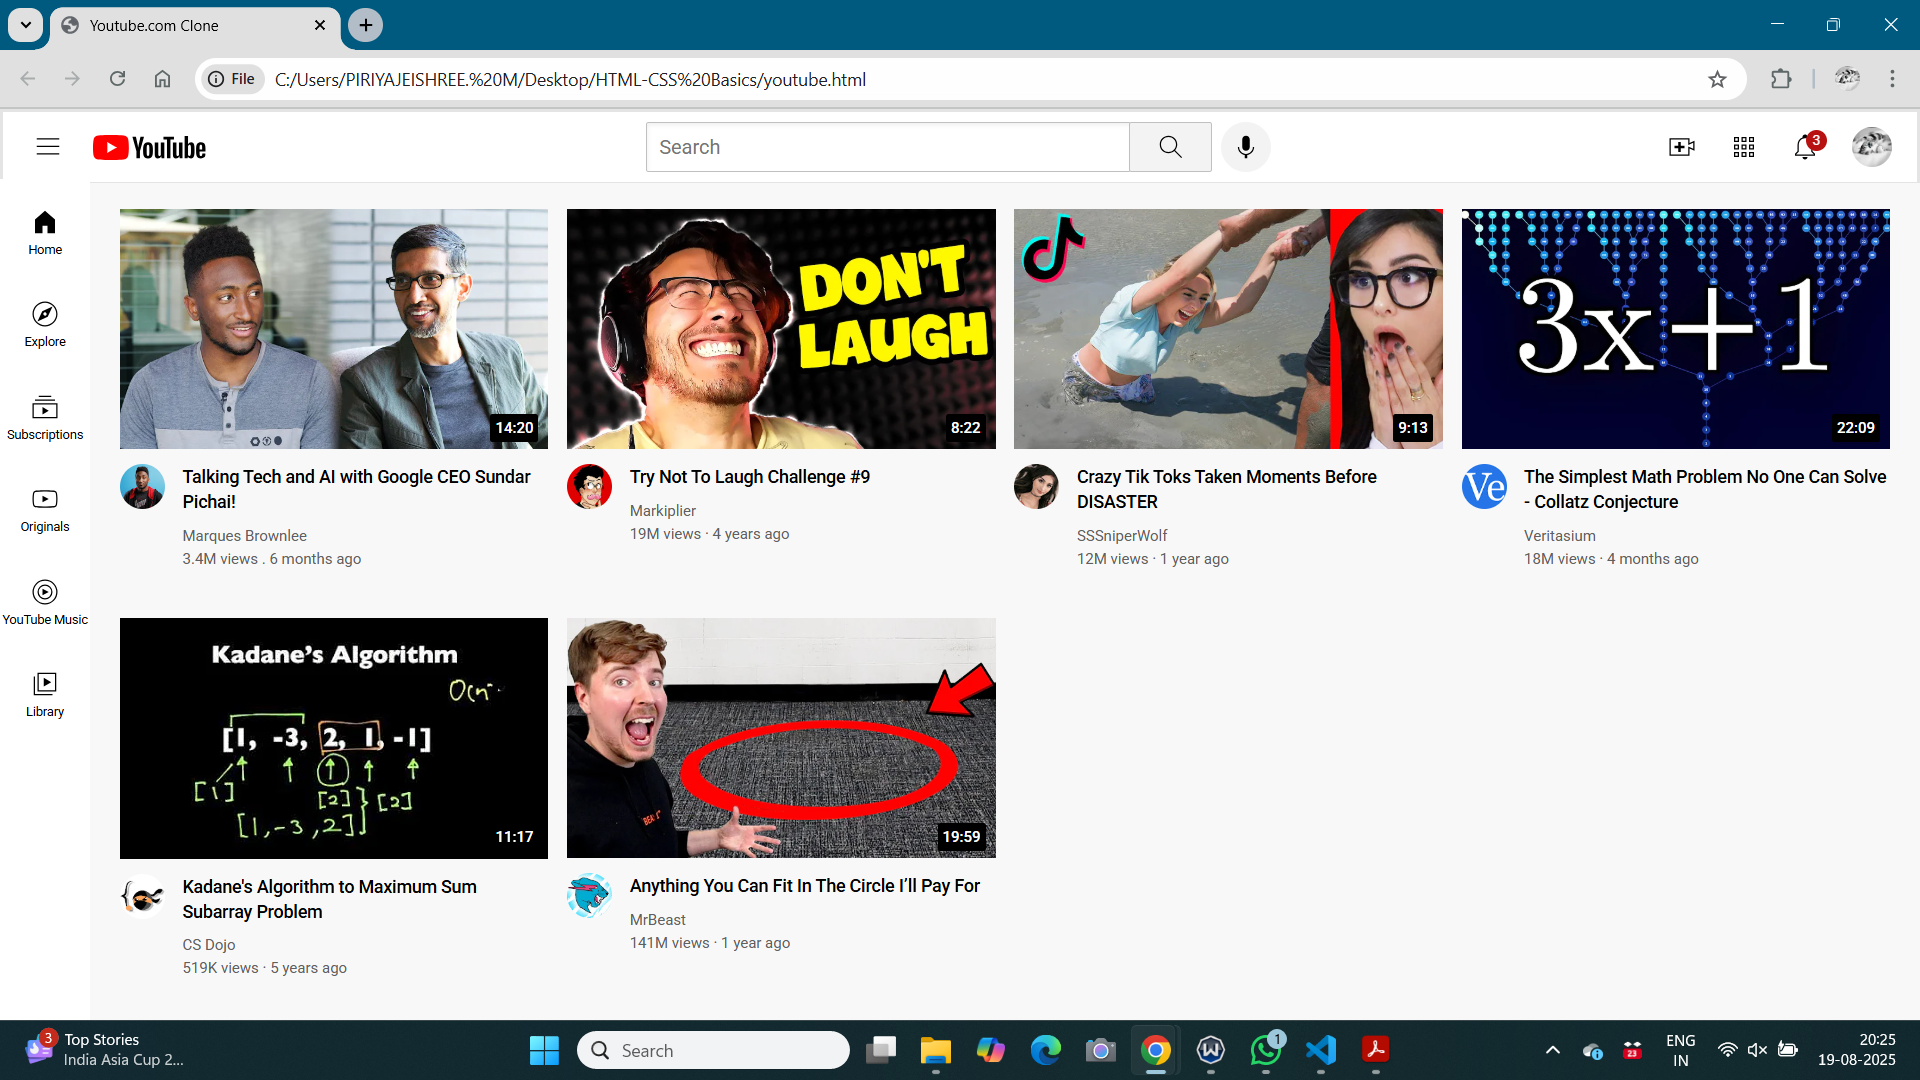 Youtube.com Clone
File
C:/Users/PIRIYAJEISHREE.%20M/Desktop/HTML-CSS%20Basics/youtube.html
YouTube
Search
3
Home
Explore
Subscriptions
Originals
YouTube Music
Library
14:20
Talking Tech and AI with Google CEO Sundar
Pichai!
Marques Brownlee
3.4M views . 6 months ago
DON'T
LAUGH
8:22
Try Not To Laugh Challenge #9
Markiplier
19M views · 4 years ago
9:13
Crazy Tik Toks Taken Moments Before
DISASTER
SSSniperWolf
12M views · 1 year ago
3x+1
22:09
Ve
The Simplest Math Problem No One Can Solve
- Collatz Conjecture
Veritasium
18M views · 4 months ago
Kadane's Algorithm
[1, -3, 2, 1, -1]
[1]
[2]
[2]
[1,-3,2]
11:17
Kadane's Algorithm to Maximum Sum
Subarray Problem
CS Dojo
519K views · 5 years ago
19:59
Anything You Can Fit In The Circle I’ll Pay For
MrBeast
141M views · 1 year ago
3
Top Stories
India Asia Cup 2...
Search
1
23
ENG
IN
20:25
19-08-2025